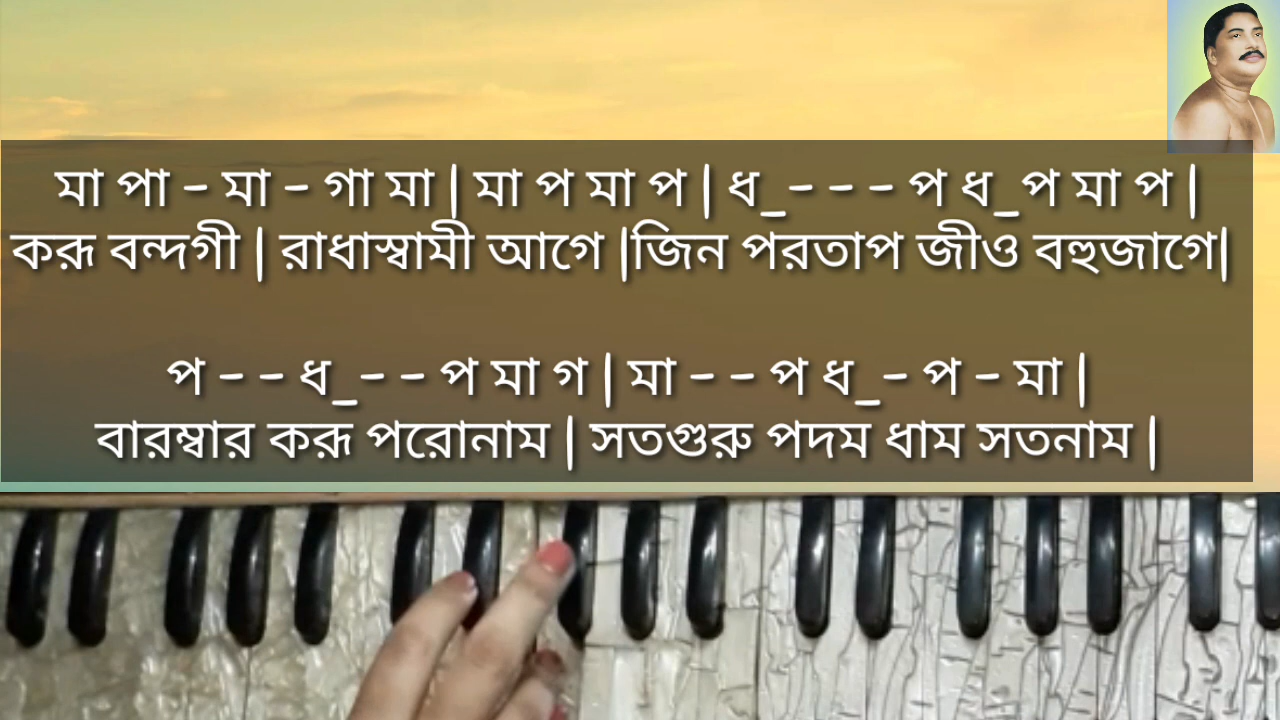 মা পা – মা – গা মা | মা প মা প | ধ_– – – প ধ_প মা প |
করূ বন্দগী | রাধাস্বামী আগে |জিন পরতাপ জীও বহুজাগে|
প – – ধ_– – প মা গ | মা – – প ধ_– প – মা |
বারম্বার করূ পরোনাম | সতগুরু পদম ধাম সতনাম |